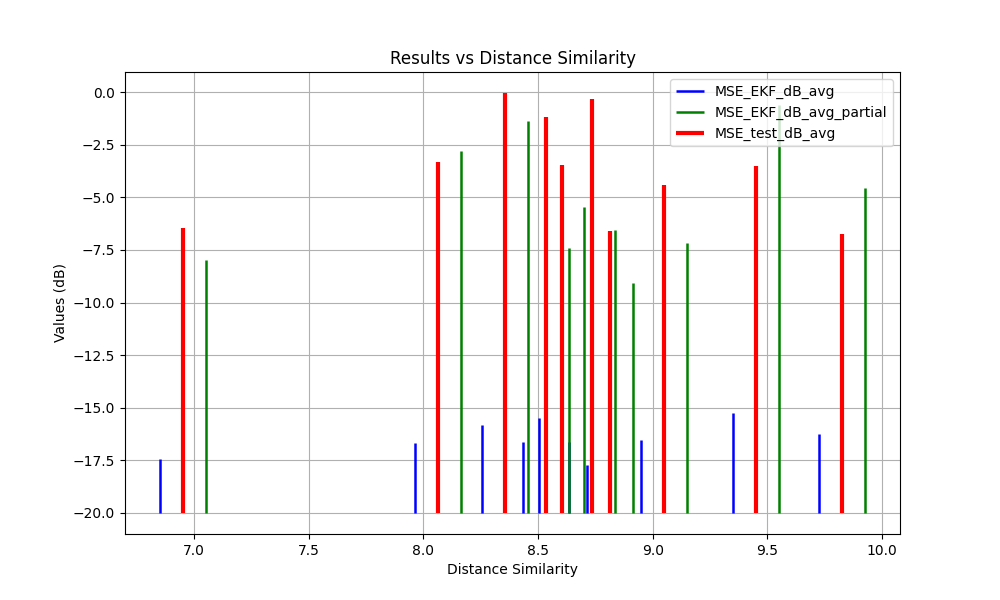 Results vs Distance Similarity
MSE_EKF_dB_avg
MSE_EKF_dB_avg_partial
MSE_test_dB_avg
Values (dB)
0.0
−2.5
−5.0
−7.5
−10.0
−12.5
−15.0
−17.5
−20.0
7.0 7.5 8.0 8.5 9.0 9.5 10.0
Distance Similarity